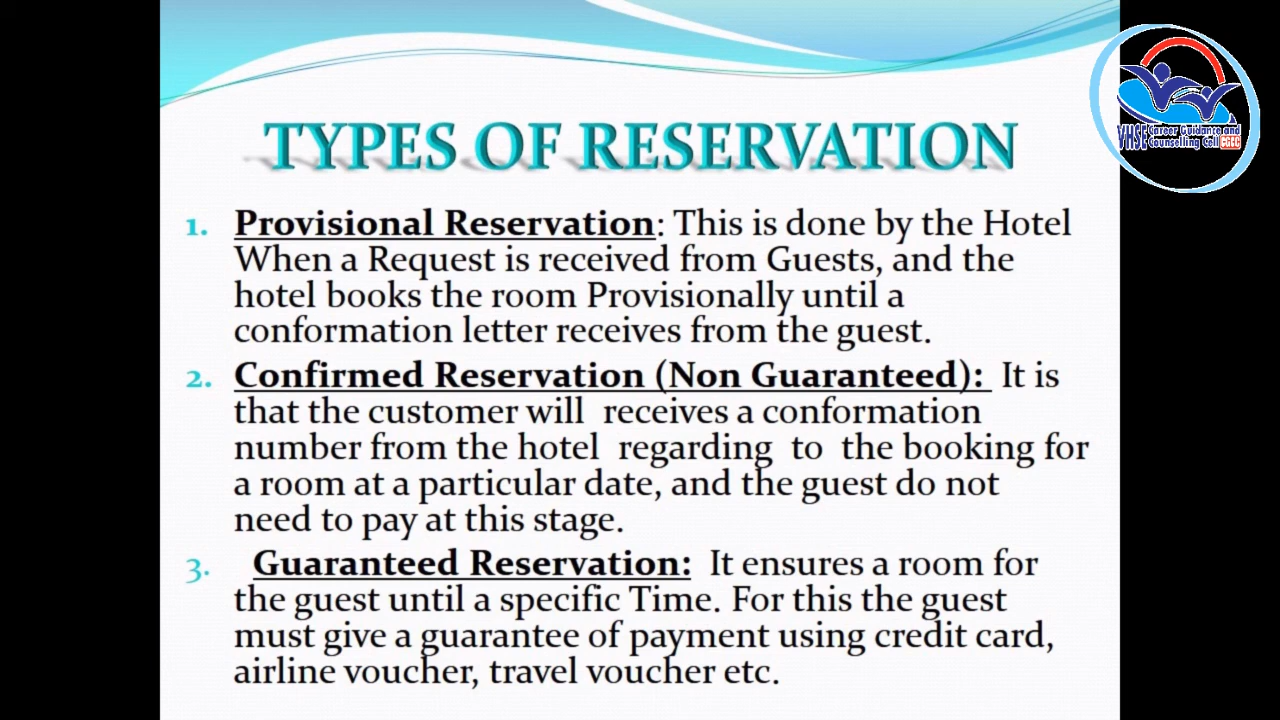 TYPES OF RESERVATION
1. Provisional Reservation: This is done by the Hotel
When a Request is received from Guests, and the
hotel books the room Provisionally until a
conformation letter receives from the guest.
2. Confirmed Reservation (Non Guaranteed): It is
that the customer will receives a conformation
number from the hotel regarding to the booking for
a room at a particular date, and the guest do not
need to pay at this stage.
3. Guaranteed Reservation: It ensures a room for
the guest until a specific Time. For this the guest
must give a guarantee of payment using credit card,
airline voucher, travel voucher etc.
VHSE Career Guidance and
Counselling Cell CGCC